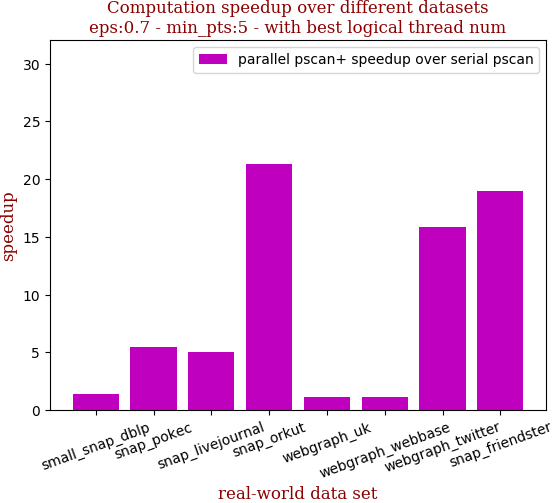 Computation speedup over different datasets
eps:0.7 - min_pts:5 - with best logical thread num
parallel pscan+ speedup over serial pscan
speedup
30
25
20
15
10
5
0
small_snap_dblp
snap_pokec
snap_livejournal
snap_orkut
webgraph_uk
webgraph_webbase
webgraph_twitter
snap_friendster
real-world data set